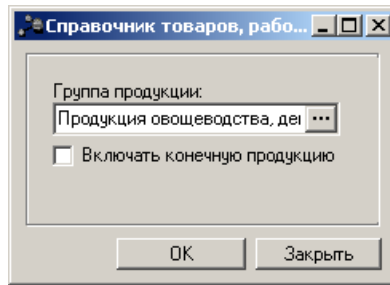 Справочник товаров, рабо...
Группа продукции:
Продукция овощеводства, де
...
Включать конечную продукцию
OK
Закрыть